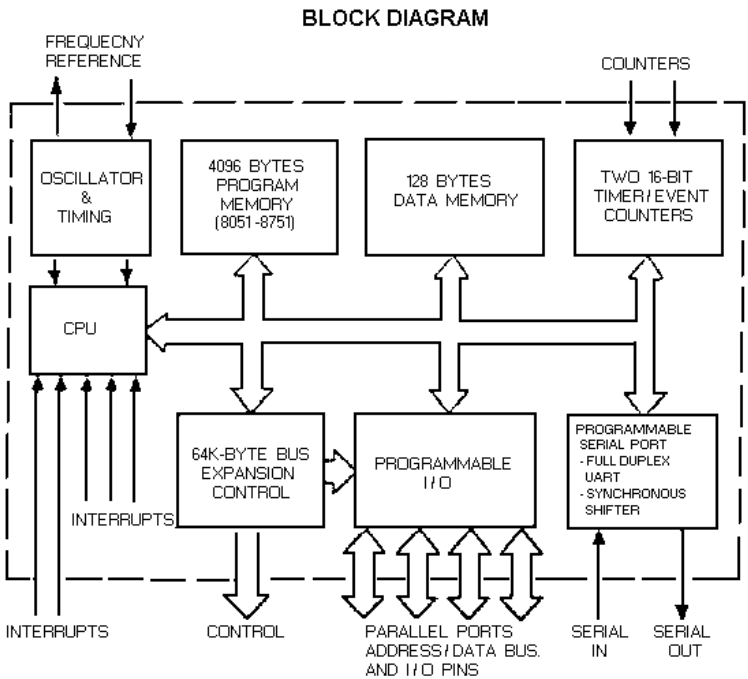 BLOCK DIAGRAM
FREQUECNY
REFERENCE
COUNTERS
OSCILLATOR
&
TIMING
4096 BYTES
PROGRAM
MEMORY
(8051-8751)
128 BYTES
DATA MEMORY
TWO 16-BIT
TIMER/EVENT
COUNTERS
CPU
64K-BYTE BUS
EXPANSION
CONTROL
PROGRAMMABLE
I/O
PROGRAMMABLE
SERIAL PORT
-FULL DUPLEX
UART
-SYNCHRONOUS
SHIFTER
INTERRUPTS
INTERRUPTS
CONTROL
PARALLEL PORTS
ADDRESS/DATA BUS.
AND I/O PINS
SERIAL
IN
SERIAL
OUT